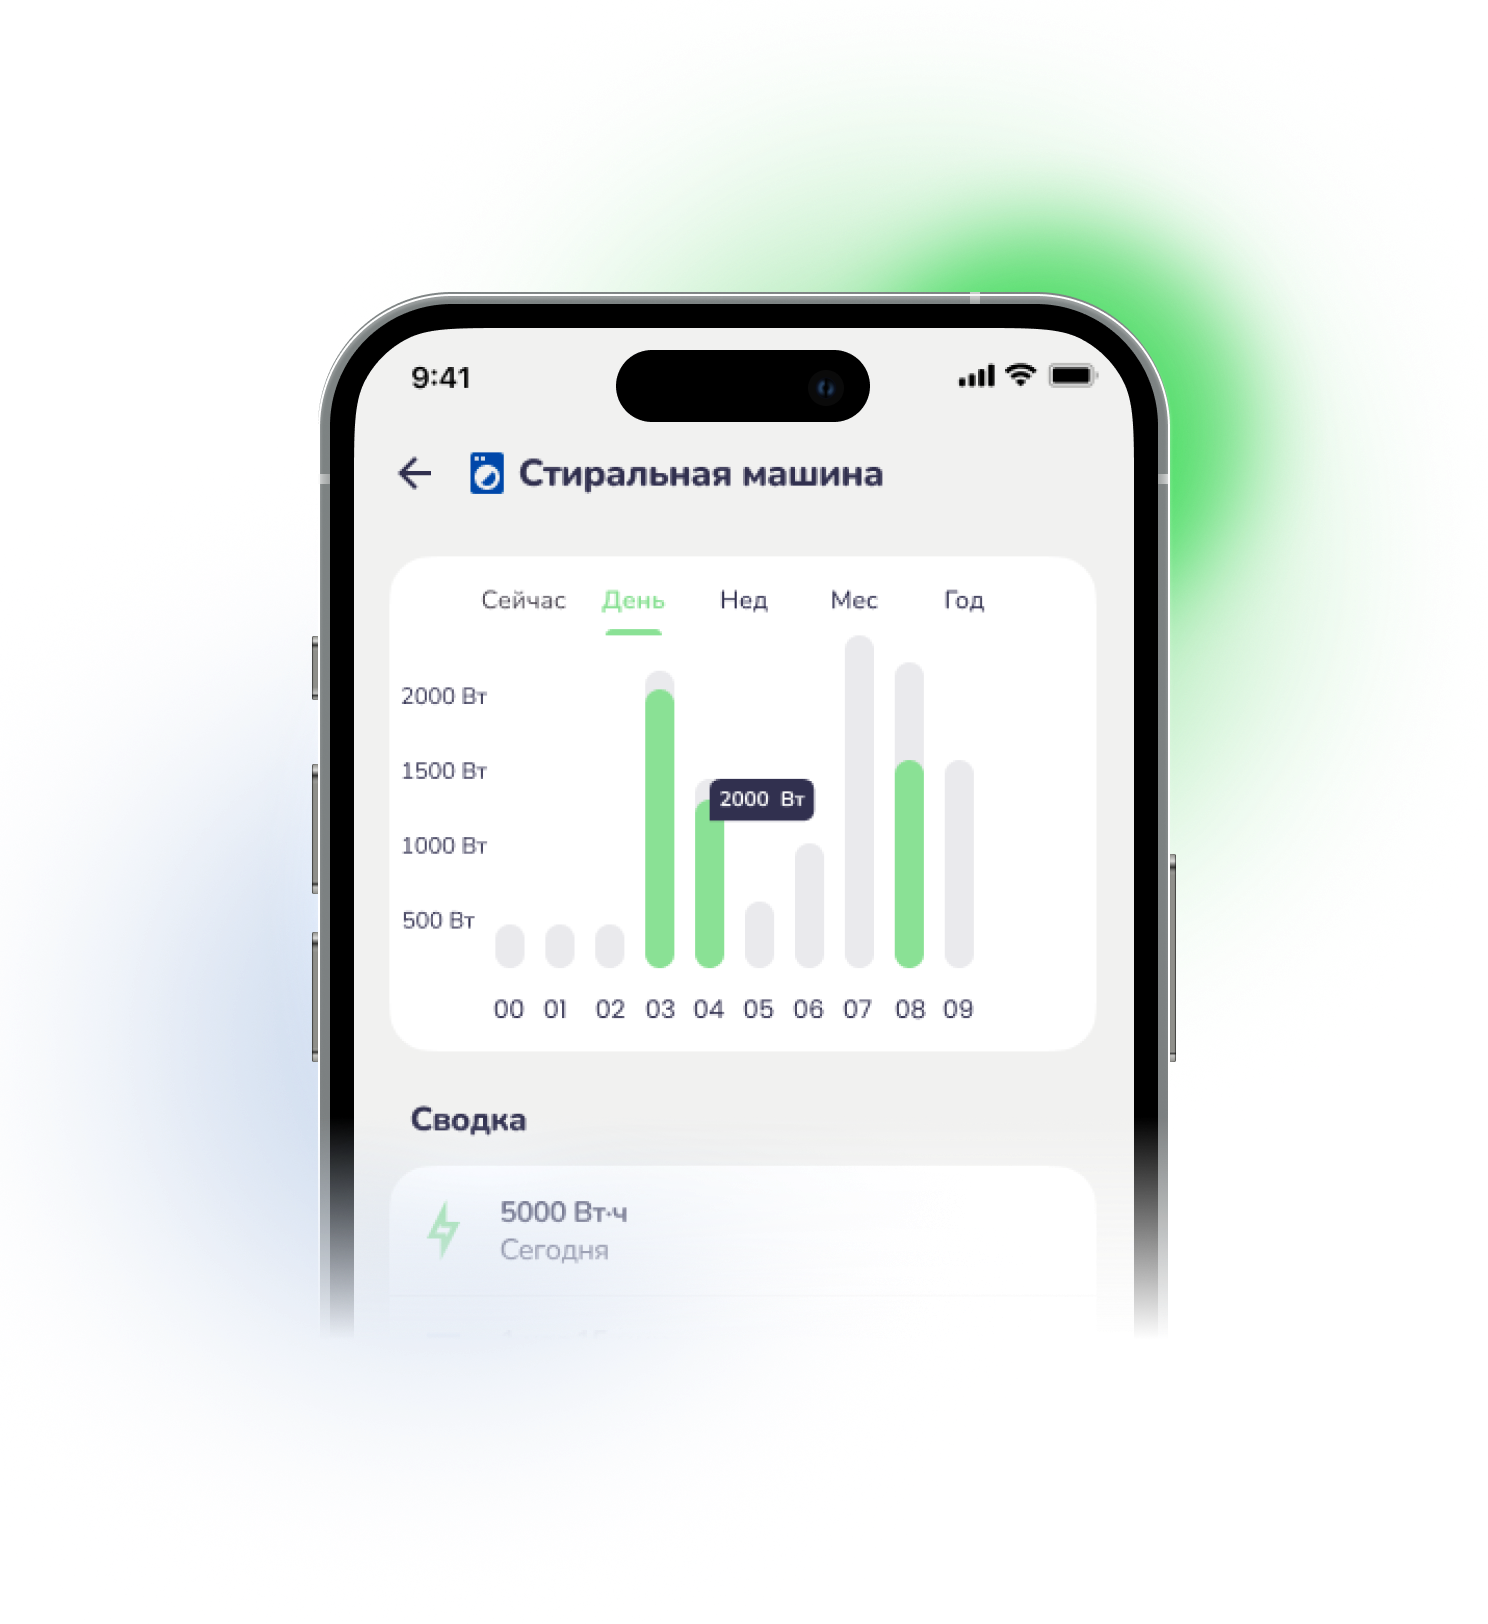 9:41
Стиральная машина
Сейчас День Нед Мес Год
2000 Вт
1500 Вт
2000 Вт
1000 Вт
500 Вт
00 01 02 03 04 05 06 07 08 09
Сводка
5000 Вт·ч
Сегодня